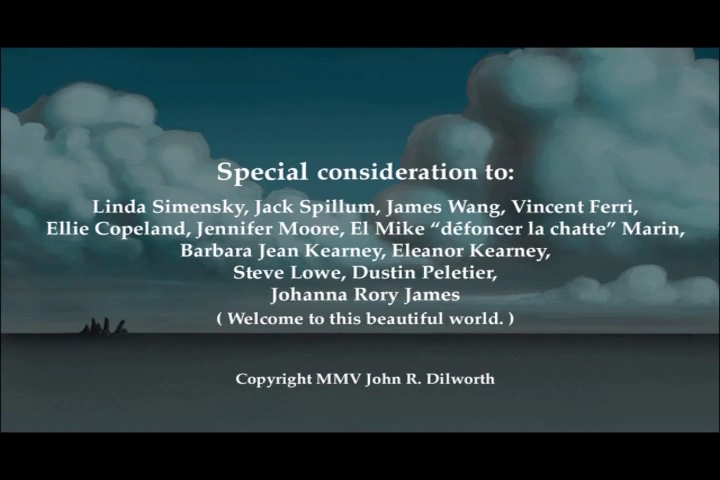 Special consideration to:
Linda Simensky, Jack Spillum, James Wang, Vincent Ferri,
Ellie Copeland, Jennifer Moore, El Mike “défoncer la chatte” Marin,
Barbara Jean Kearney, Eleanor Kearney,
Steve Lowe, Dustin Peletier,
Johanna Rory James
( Welcome to this beautiful world. )
Copyright MMV John R. Dilworth